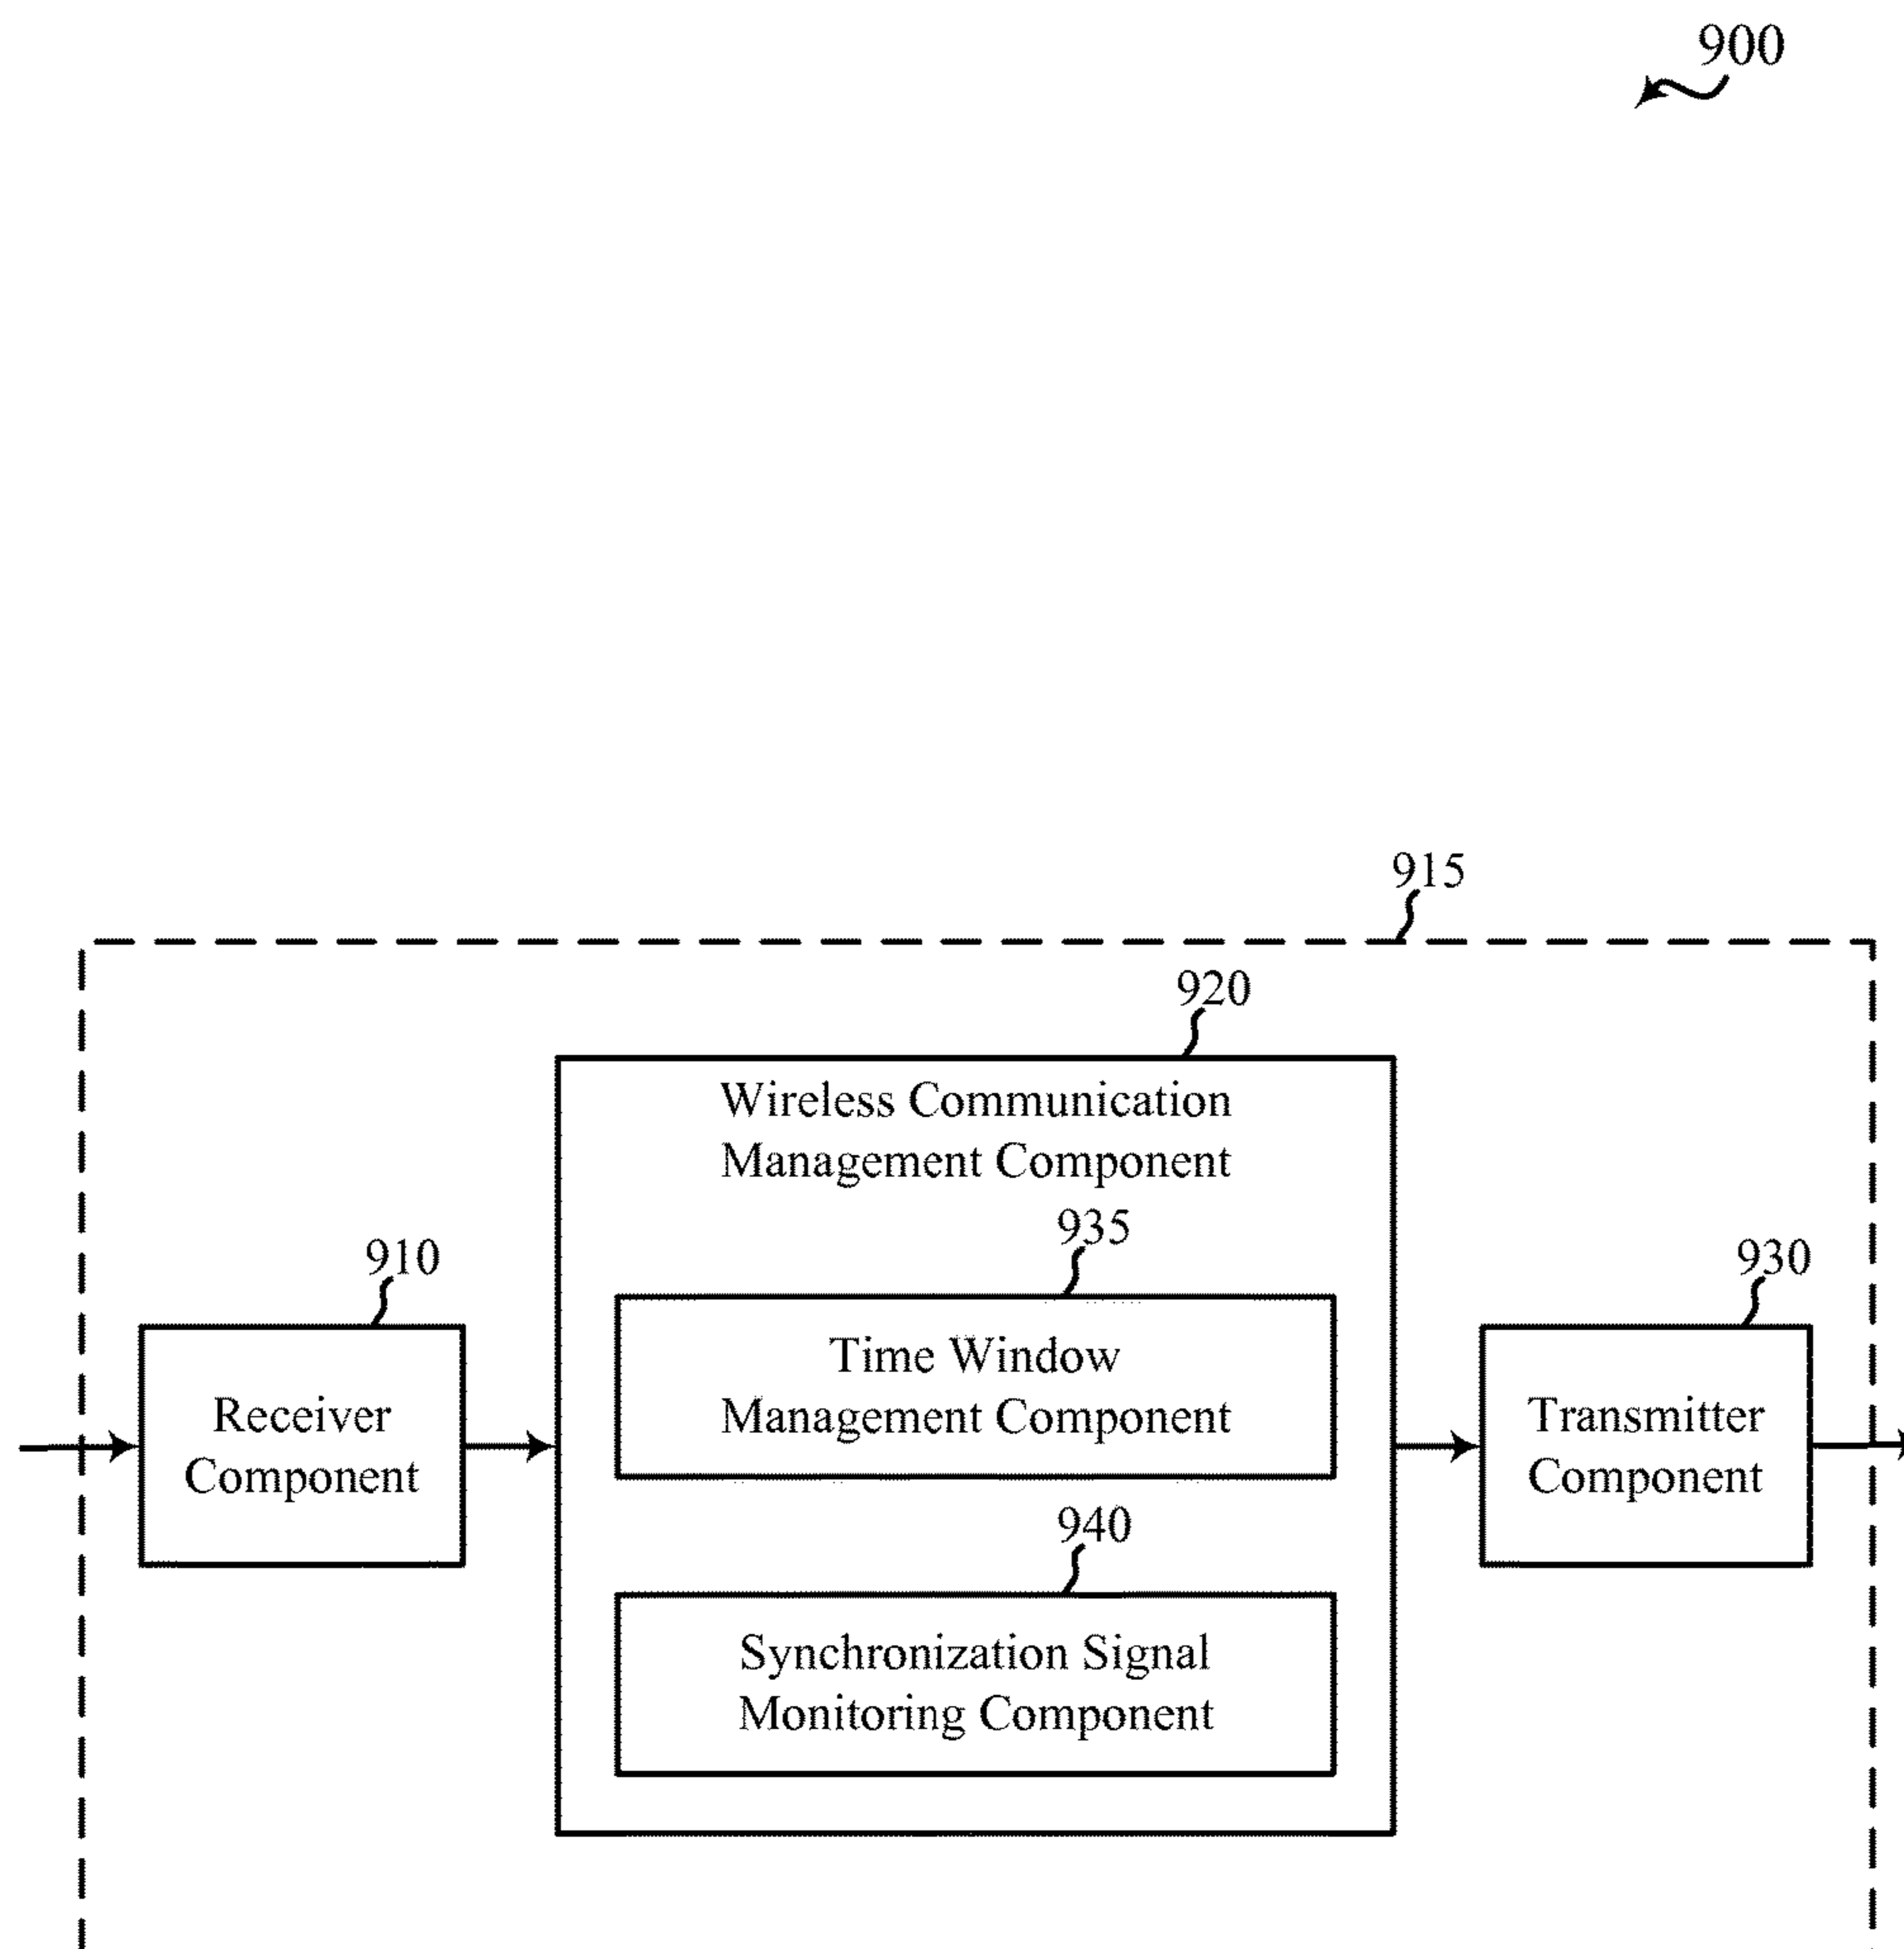 900
915
920
Wireless Communication
Management Component
935
910
930
Time Window
Management Component
Receiver
Component
Transmitter
Component
940
Synchronization Signal
Monitoring Component